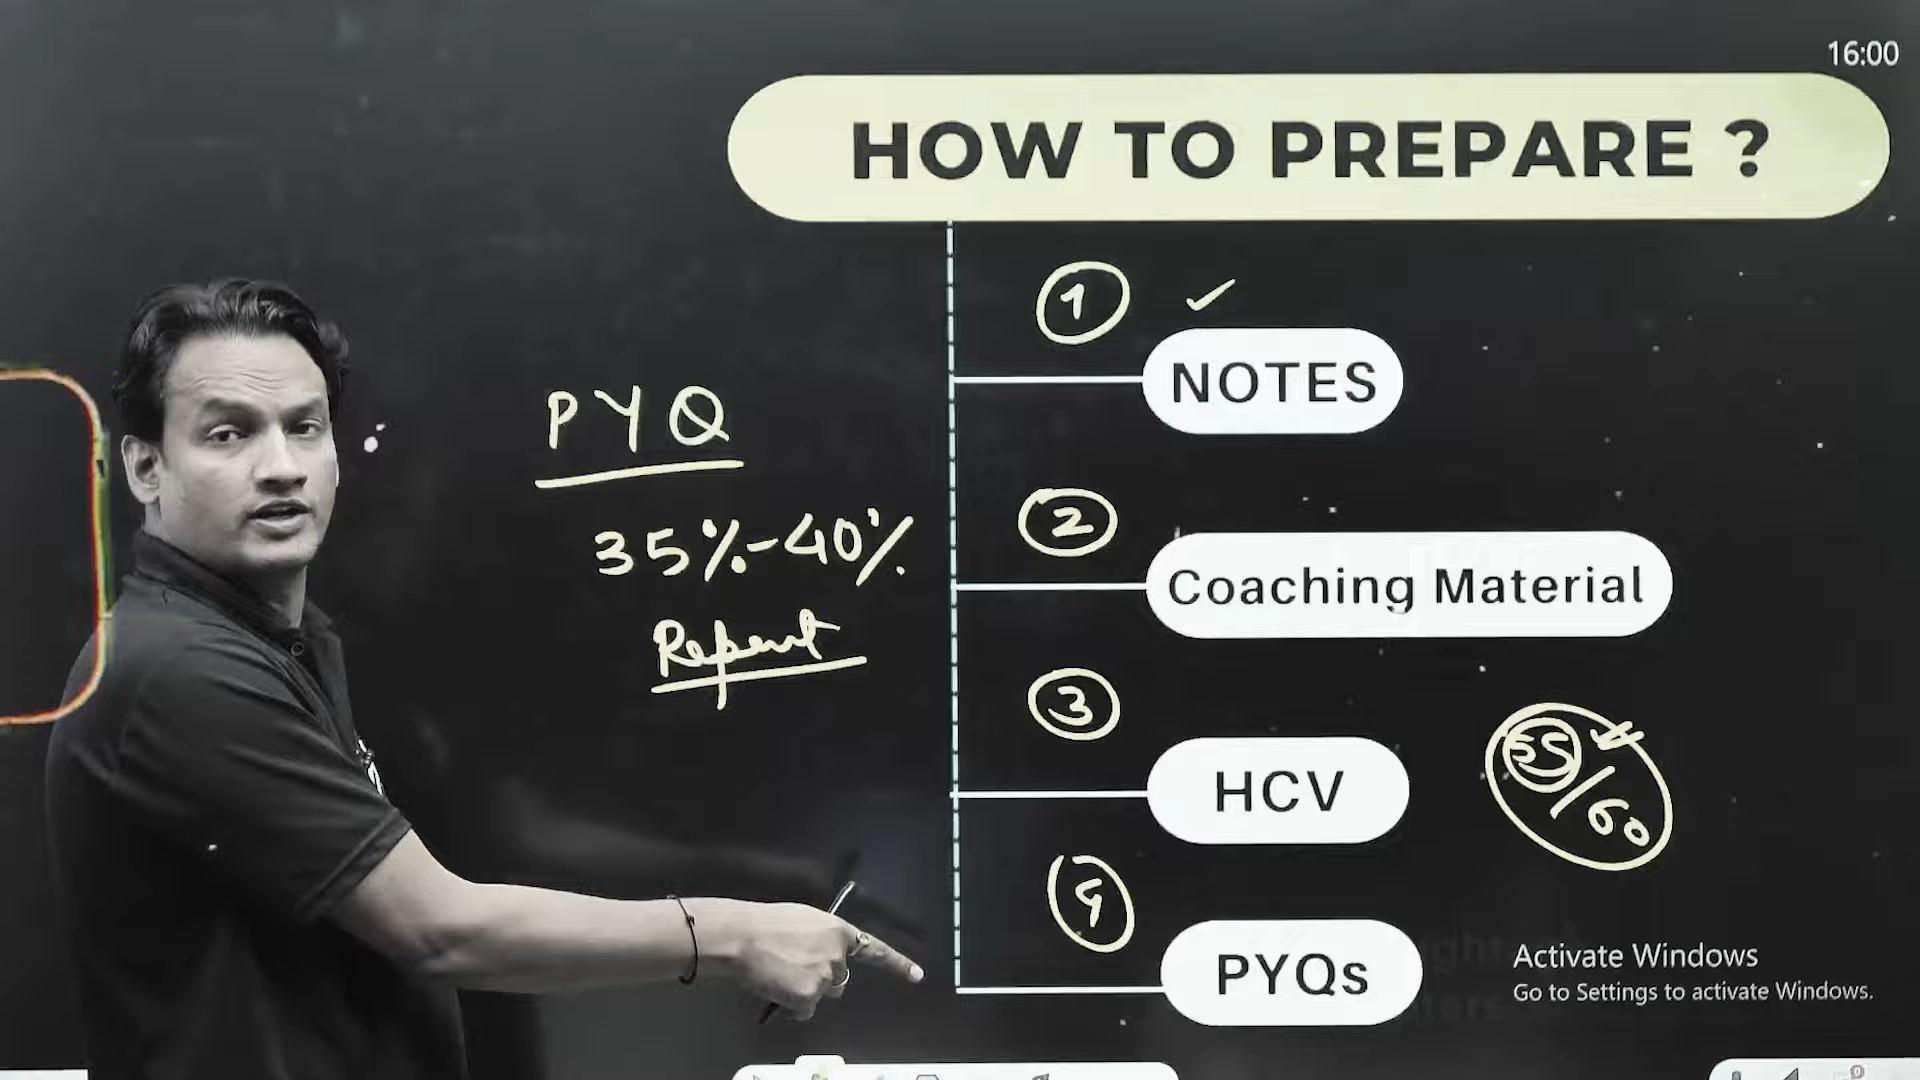 16:00
HOW TO PREPARE ?
1
NOTES
PYQ
35%-40%
Repeat
2
Coaching Material
3
HCV
55/60
4
PYQs
Activate Windows
Go to Settings to activate Windows.